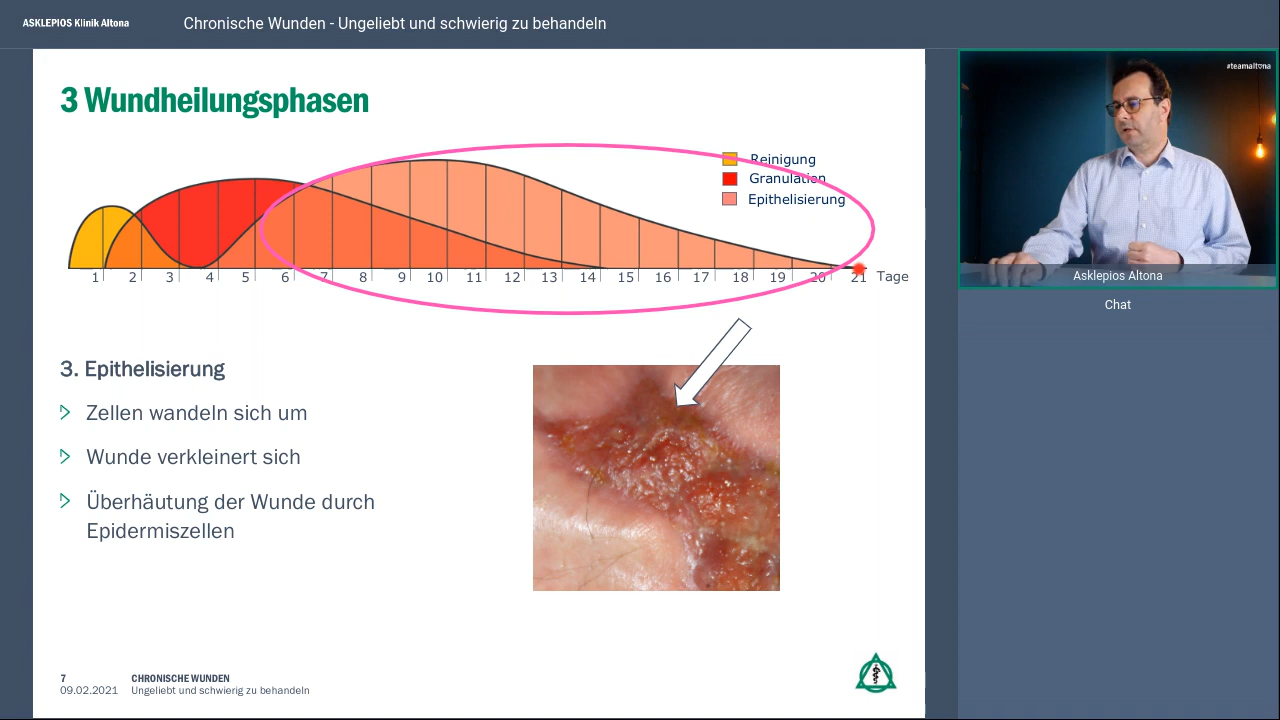 ASKLEPIOS Klinik Altona
Chronische Wunden - Ungeliebt und schwierig zu behandeln
3 Wundheilungsphasen
#teamaltona
Reinigung
Granulation
Epithelisierung
1 2 3 4 5 6 7 8 9 10 11 12 13 14 15 16 17 18 19 20 21 Tage
Asklepios Altona
Chat
3. Epithelisierung
Zellen wandeln sich um
Wunde verkleinert sich
Überhäutung der Wunde durch
Epidermiszellen
7 CHRONISCHE WUNDEN
09.02.2021 Ungeliebt und schwierig zu behandeln